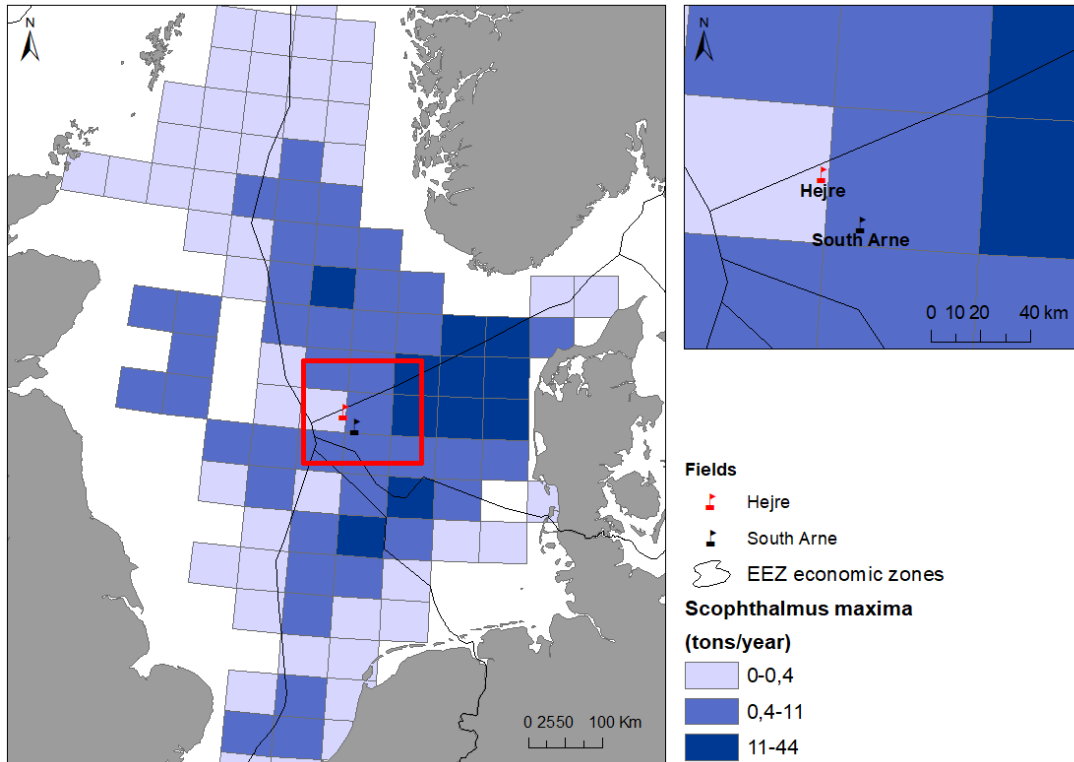 N
0 2550 100 Km
N
Hejre
South Arne
0 10 20 40 km
Fields
Hejre
South Arne
EEZ economic zones
Scophthalmus maxima
(tons/year)
0-0,4
0,4-11
11-44